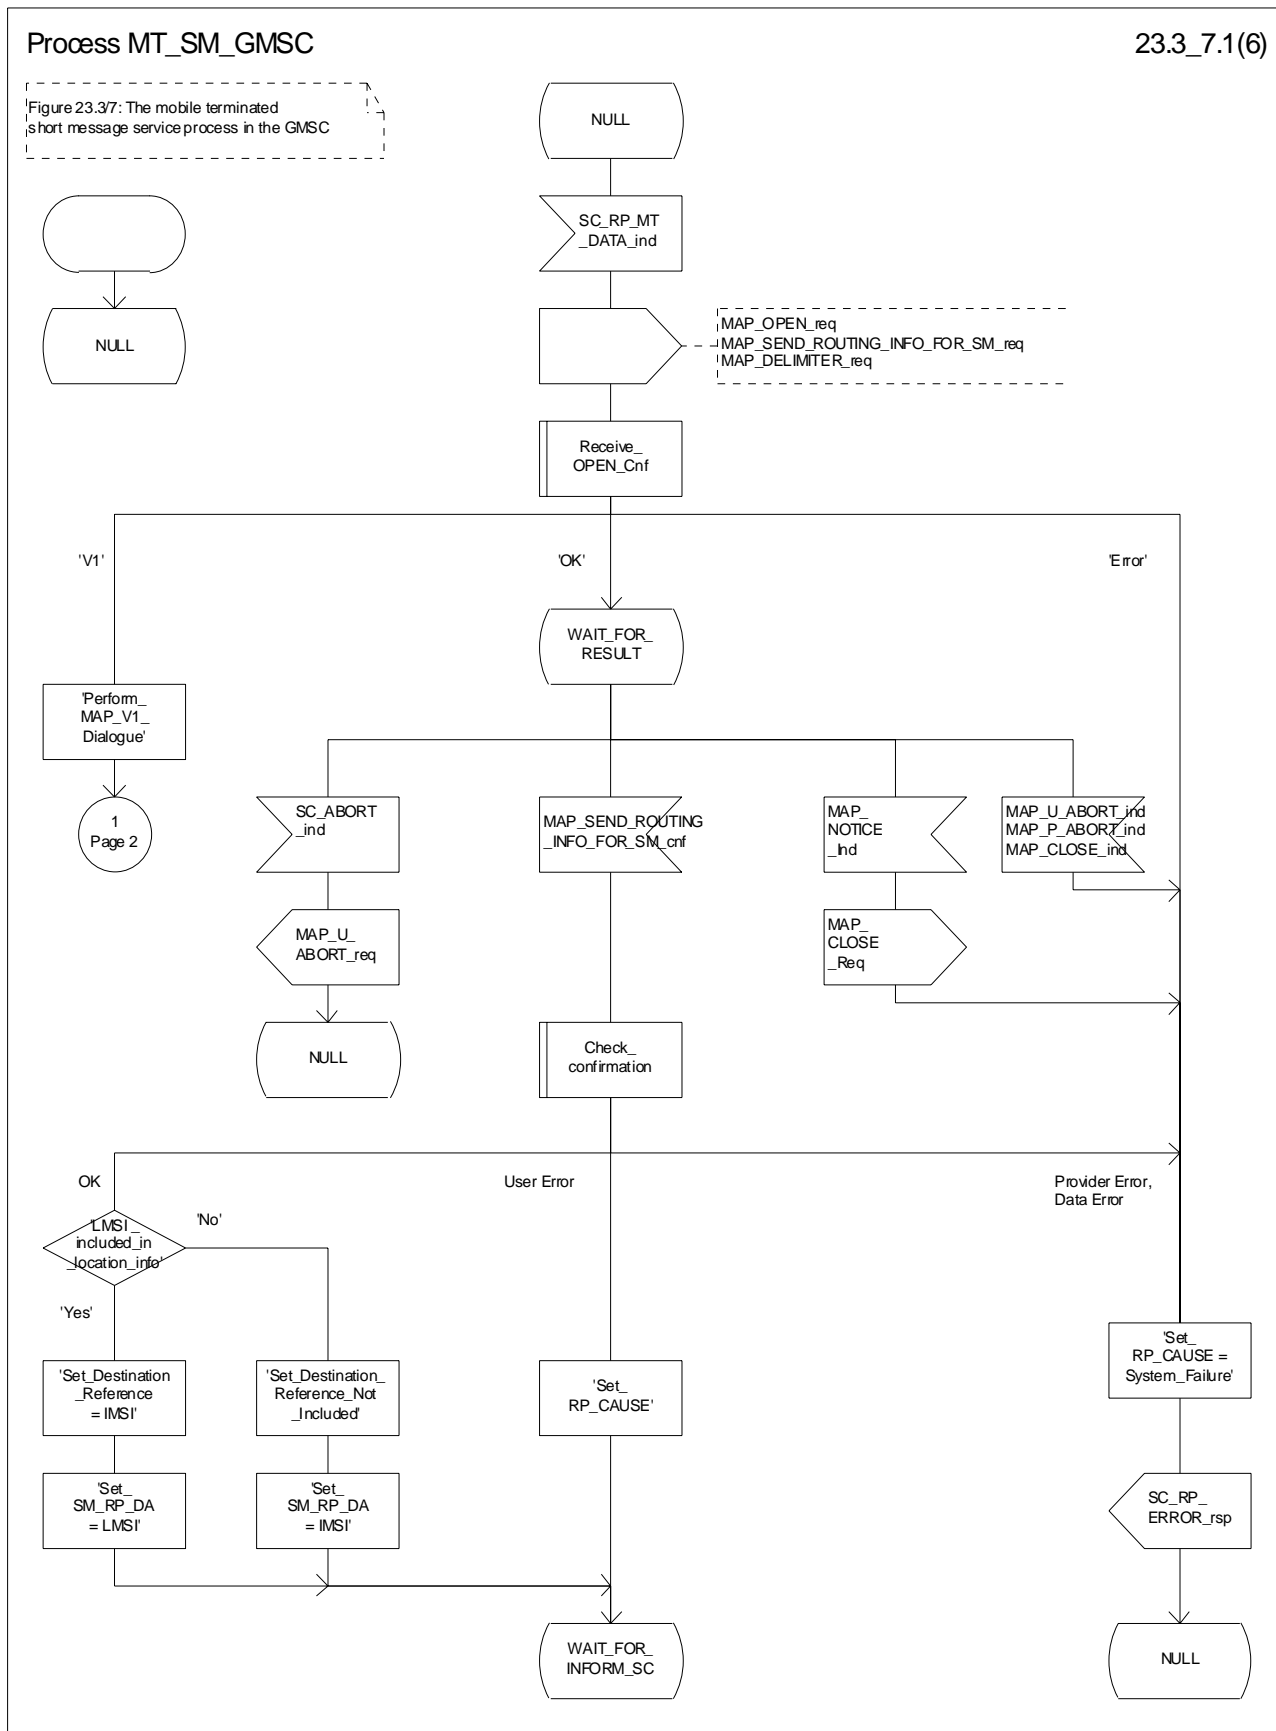 Process MT_SM_GMSC
23.3_7.1(6)
Figure 23.3/7: The mobile terminated
short message service process in the GMSC
NULL
SC_RP_MT
_DATA_ind
NULL
MAP_OPEN_req
MAP_SEND_ROUTING_INFO_FOR_SM_req
MAP_DELIMITER_req
Receive_
OPEN_Cnf
'V1'
'OK'
'Error'
WAIT_FOR_
RESULT
'Perform_
MAP_V1_
Dialogue'
1
Page 2
SC_ABORT
_ind
MAP_SEND_ROUTING
_INFO_FOR_SM_cnf
MAP_
NOTICE
_Ind
MAP_U_ABORT_ind
MAP_P_ABORT_ind
MAP_CLOSE_ind
MAP_U_
ABORT_req
MAP_
CLOSE
_Req
NULL
Check_
confirmation
OK
User Error
Provider Error,
Data Error
'LMSI_
included_in
_location_info'
'No'
'Yes'
'Set_Destination
_Reference
= IMSI'
'Set_Destination_
Reference_Not
_Included'
'Set_
RP_CAUSE'
'Set_
RP_CAUSE =
System_Failure'
'Set_
SM_RP_DA
= LMSI'
'Set_
SM_RP_DA
= IMSI'
SC_RP_
ERROR_rsp
WAIT_FOR_
INFORM_SC
NULL